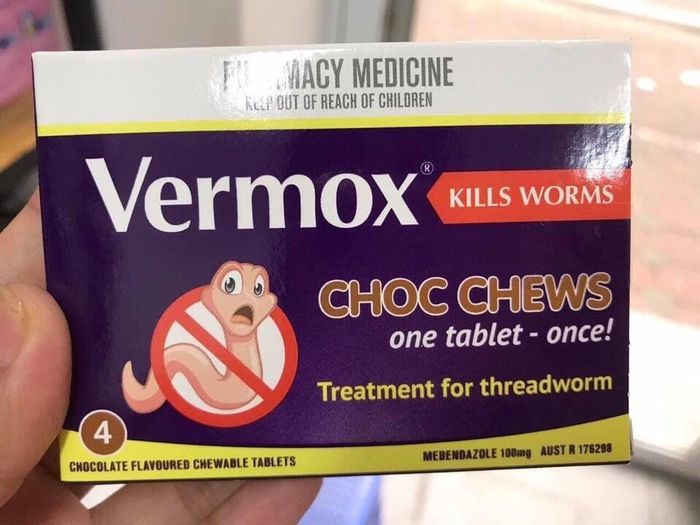 MEDICINE
OUT OF REACH OF CHILDREN
Vermox®
KILLS WORMS
CHOC CHEWS
one tablet - once!
Treatment for threadworm
4
CHOCOLATE FLAVOURED CHEWABLE TABLETS
MEBENDAZOLE 100mg AUST R 176298